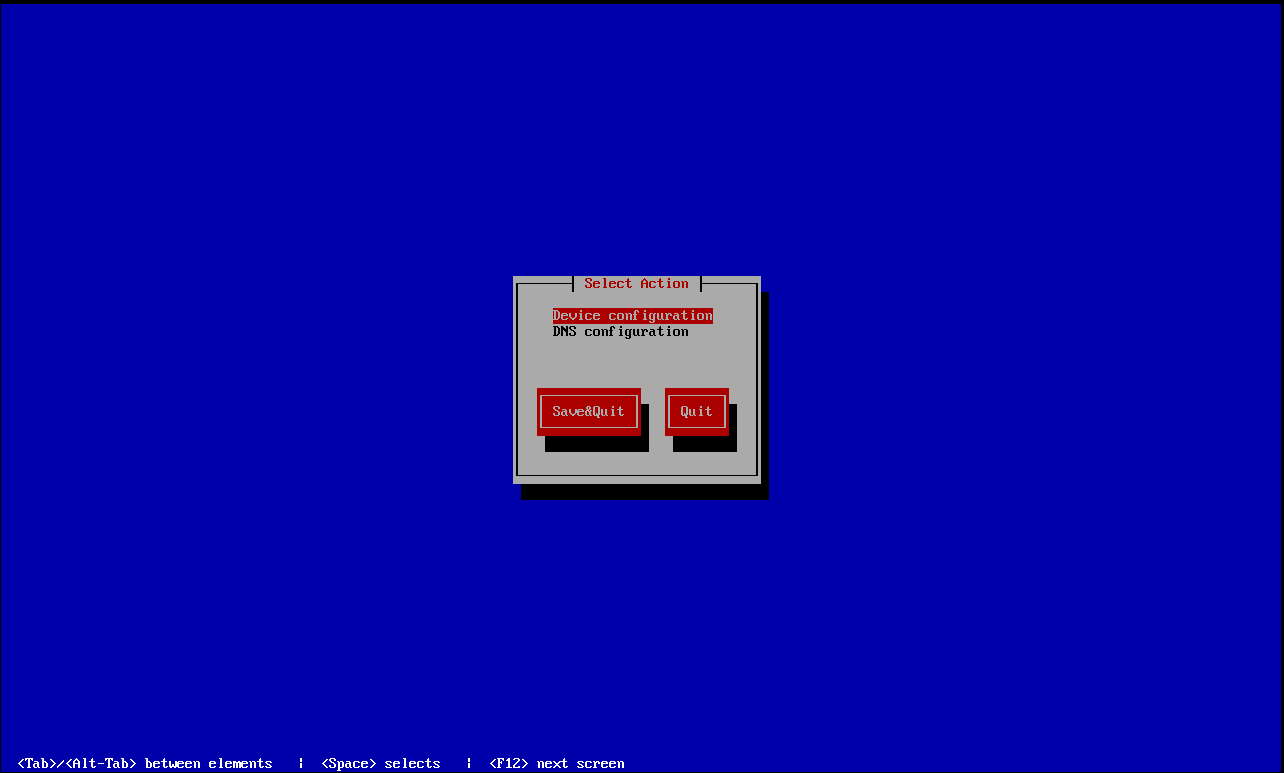 Select Action
Device configuration
DNS configuration
Save&Quit Quit
<Tab>/<Alt-Tab> between elements | <Space> selects | <F12> next screen